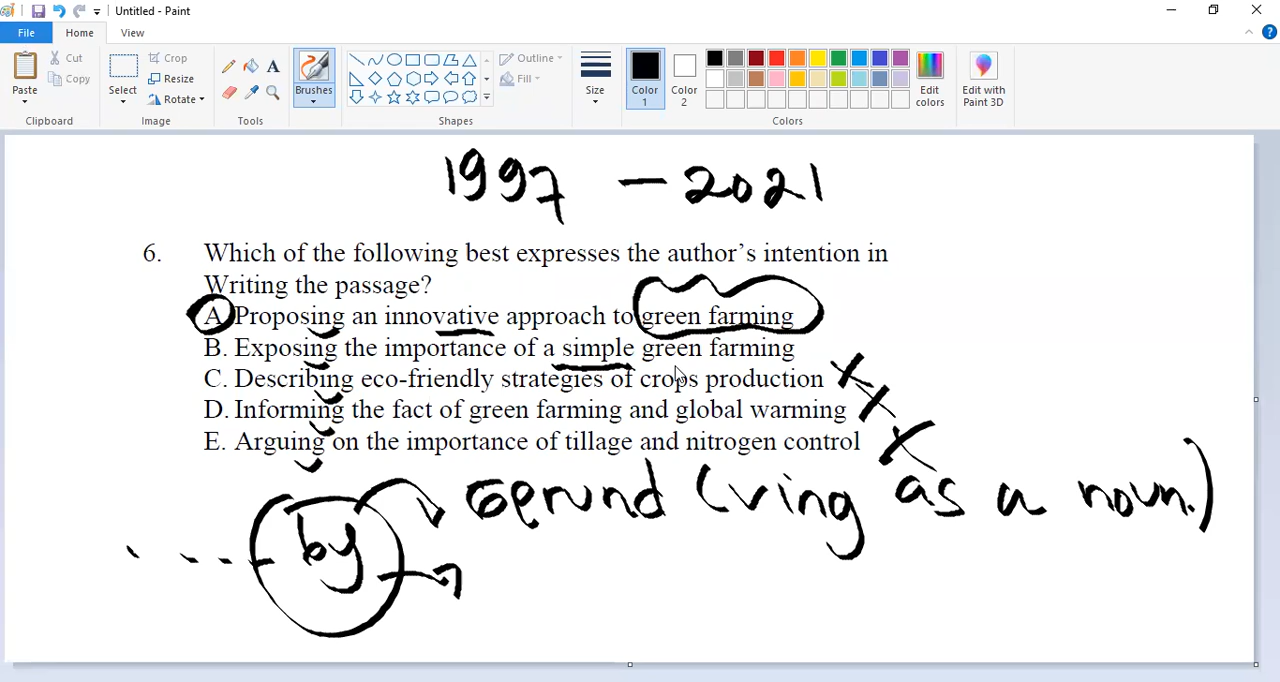 Untitled - Paint
File Home View
Paste Cut Copy
Select Crop Resize Rotate
Brushes
Outline
Fill
Size
Color 1
Color 2
Edit colors
Edit with Paint 3D
Clipboard Image Tools Shapes Colors
1997 – 2021
6. Which of the following best expresses the author's intention in
Writing the passage?
A. Proposing an innovative approach to green farming
B. Exposing the importance of a simple green farming
C. Describing eco-friendly strategies of crops production
D. Informing the fact of green farming and global warming
E. Arguing on the importance of tillage and nitrogen control
Gerund (ving as a noun.)
by